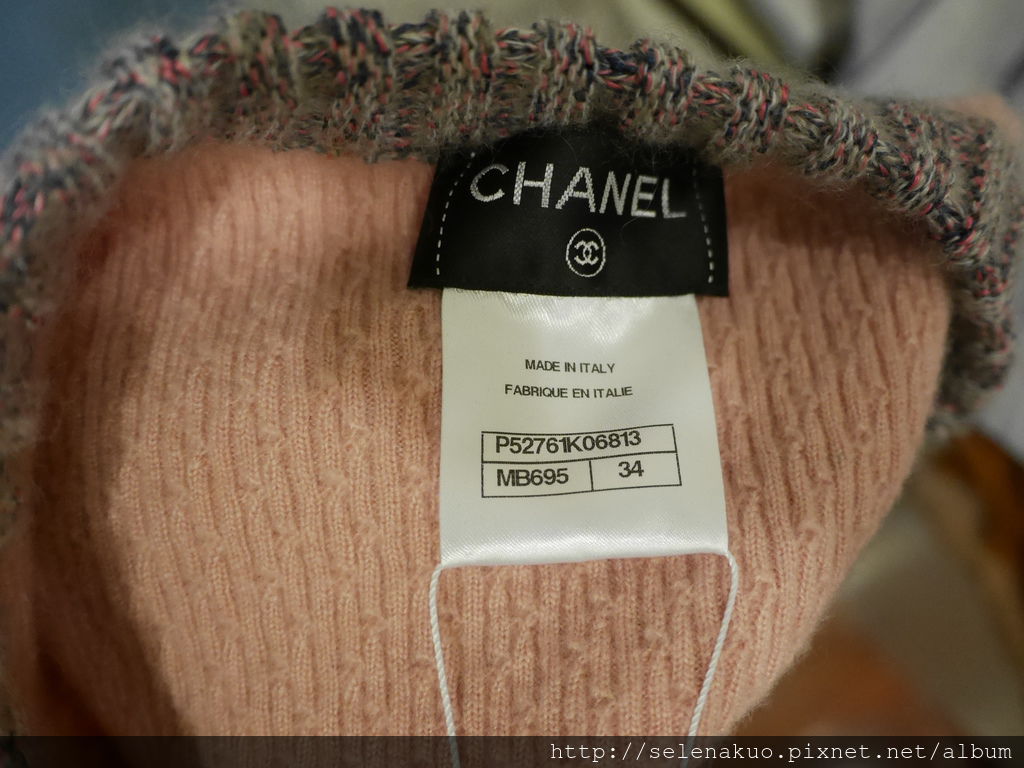 CHANEL
MADE IN ITALY
FABRIQUE EN ITALIE
P52761K06813
MB695 34
http://selenakuo.pixnet.net/album